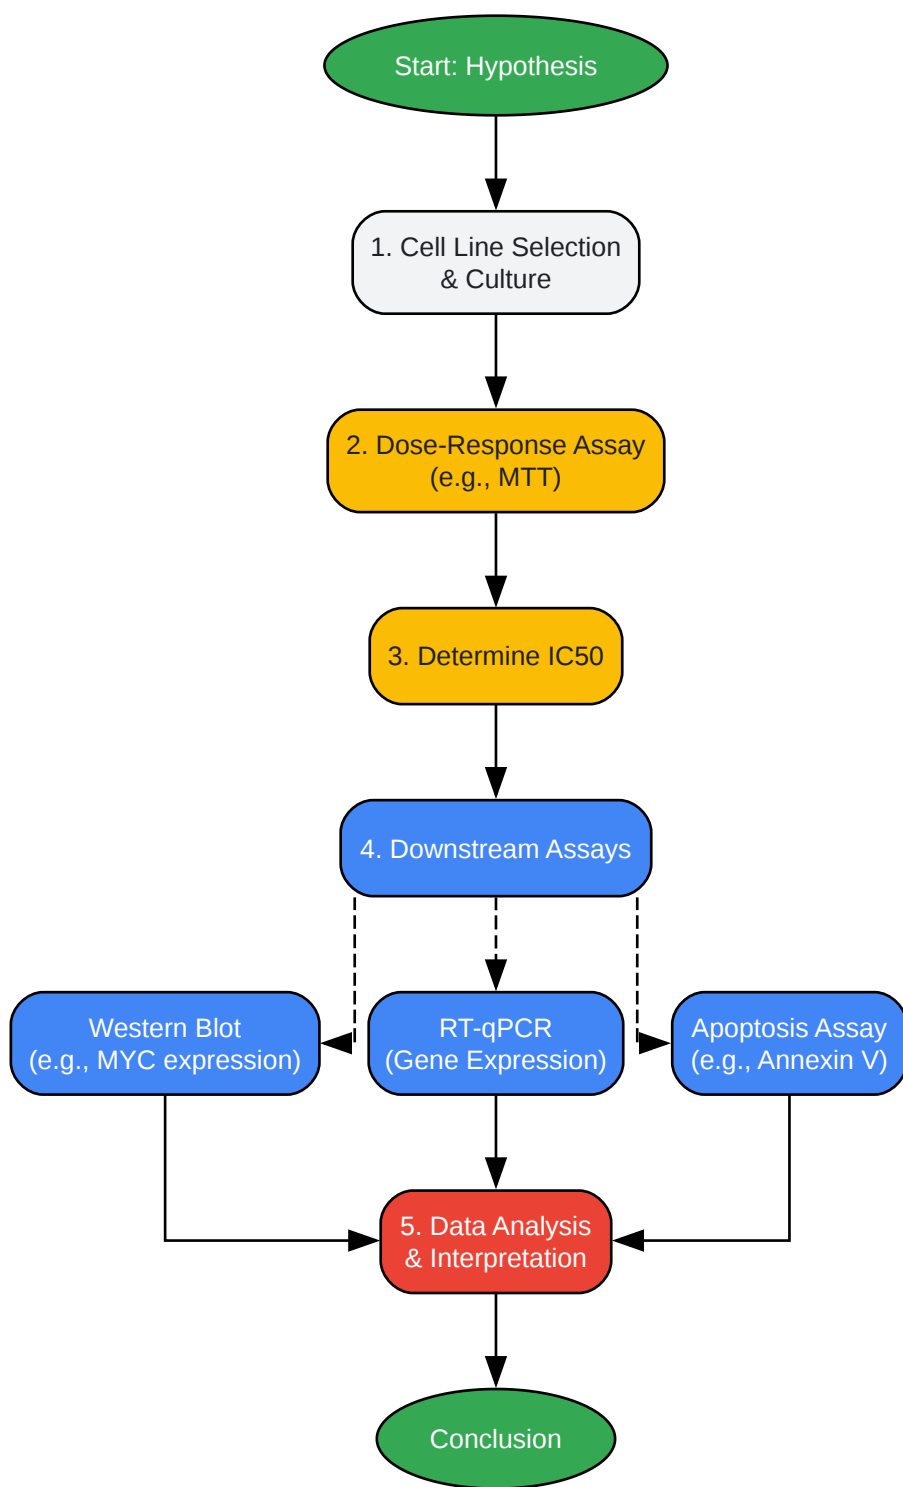 Start: Hypothesis
1. Cell Line Selection
& Culture
2. Dose-Response Assay
(e.g., MTT)
3. Determine IC50
4. Downstream Assays
Western Blot
(e.g., MYC expression)
RT-qPCR
(Gene Expression)
Apoptosis Assay
(e.g., Annexin V)
5. Data Analysis
& Interpretation
Conclusion